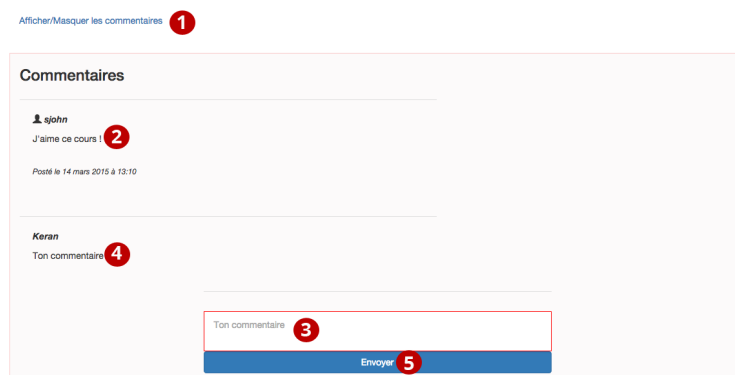 Afficher/Masquer les commentaires 1
Commentaires
sjohn
J'aime ce cours ! 2
Posté le 14 mars 2015 à 13:10
Keran
Ton commentaire 4
Ton commentaire 3
Envoyer 5